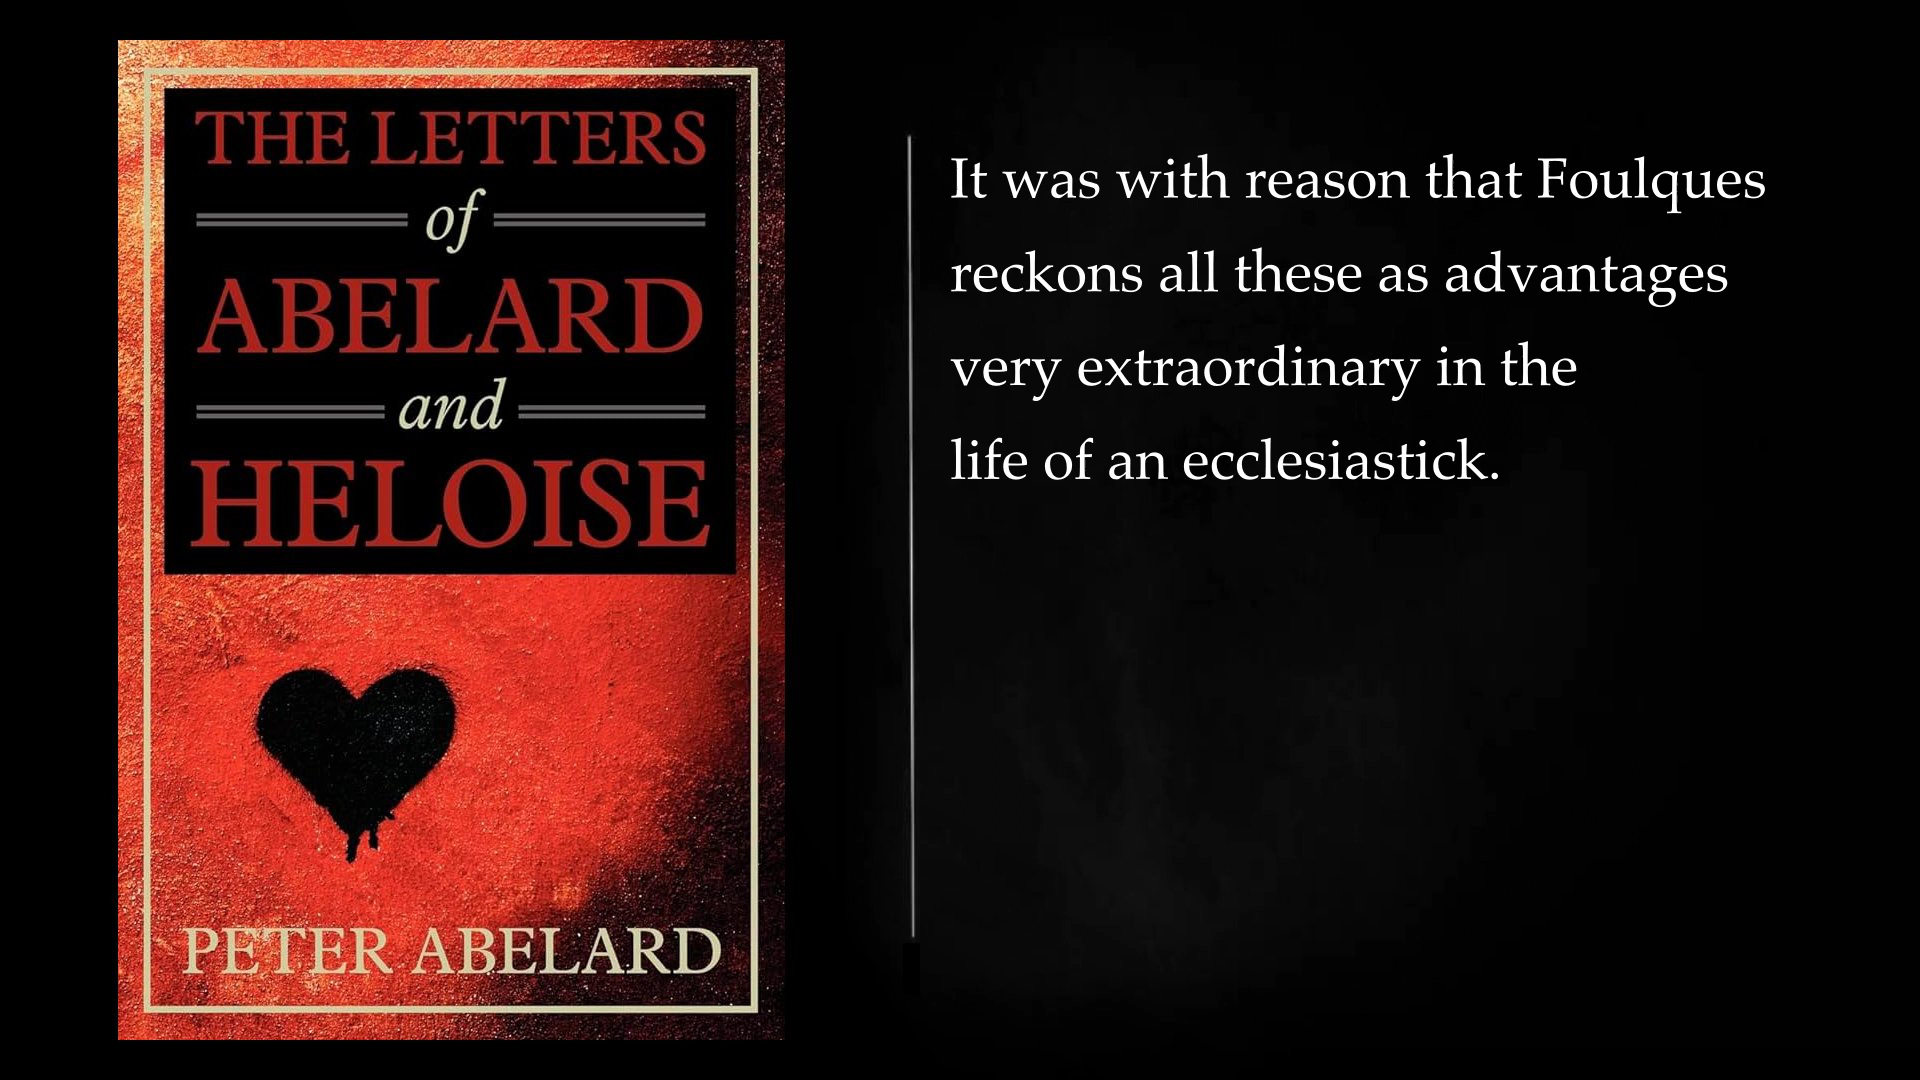 THE LETTERS
of
ABELARD
and
HELOISE
PETER ABELARD
It was with reason that Foulques
reckons all these as advantages
very extraordinary in the
life of an ecclesiastick.